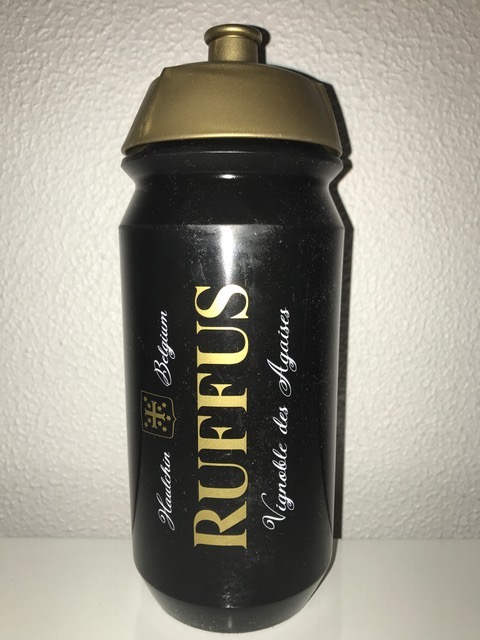 Haulchin Belgium
RUFFUS
Vignoble des Agaises